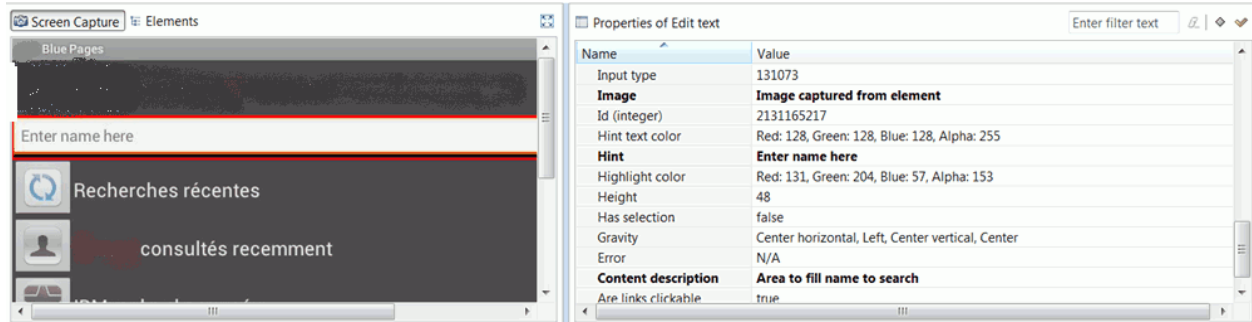 Screen Capture Elements
Blue Pages
Enter name here
Recherches récentes
consultés recemment
Properties of Edit text Enter filter text
Name Value
Input type 131073
Image Image captured from element
Id (integer) 2131165217
Hint text color Red: 128, Green: 128, Blue: 128, Alpha: 255
Hint Enter name here
Highlight color Red: 131, Green: 204, Blue: 57, Alpha: 153
Height 48
Has selection false
Gravity Center horizontal, Left, Center vertical, Center
Error N/A
Content description Area to fill name to search
Are links clickable true